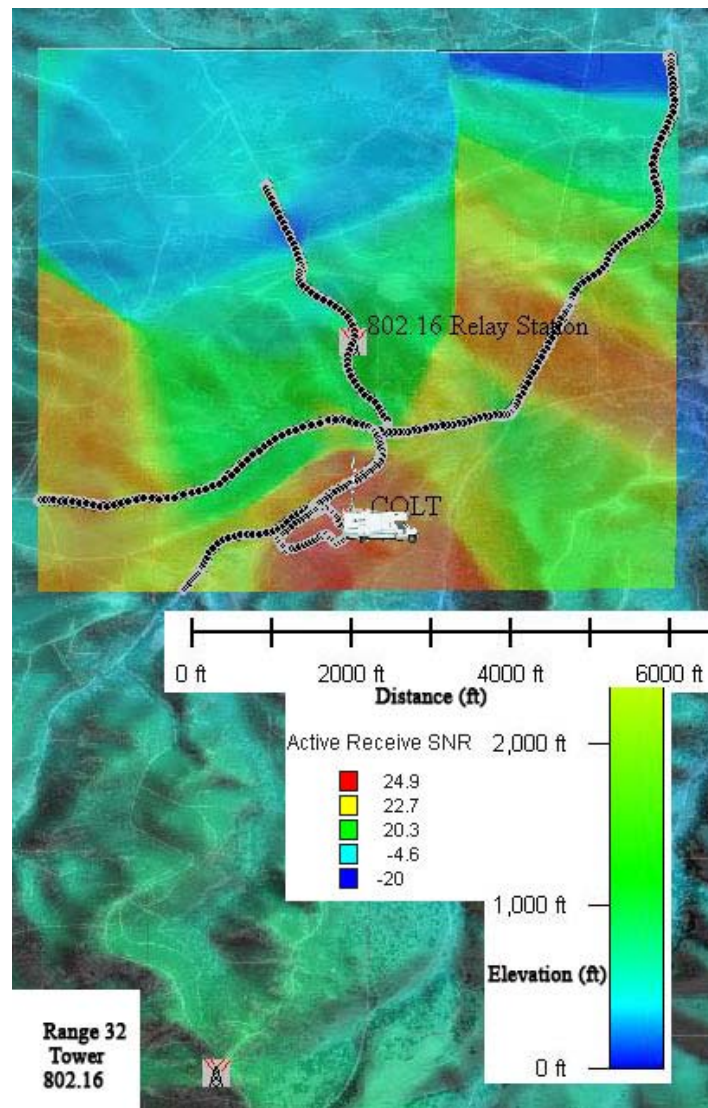 802.16 Relay Station
COLT
0 ft 2000 ft 4000 ft 6000 ft
Distance (ft)
Active Receive SNR
24.9
22.7
20.3
-4.6
-20
2,000 ft
1,000 ft
Elevation (ft)
0 ft
Range 32
Tower
802.16